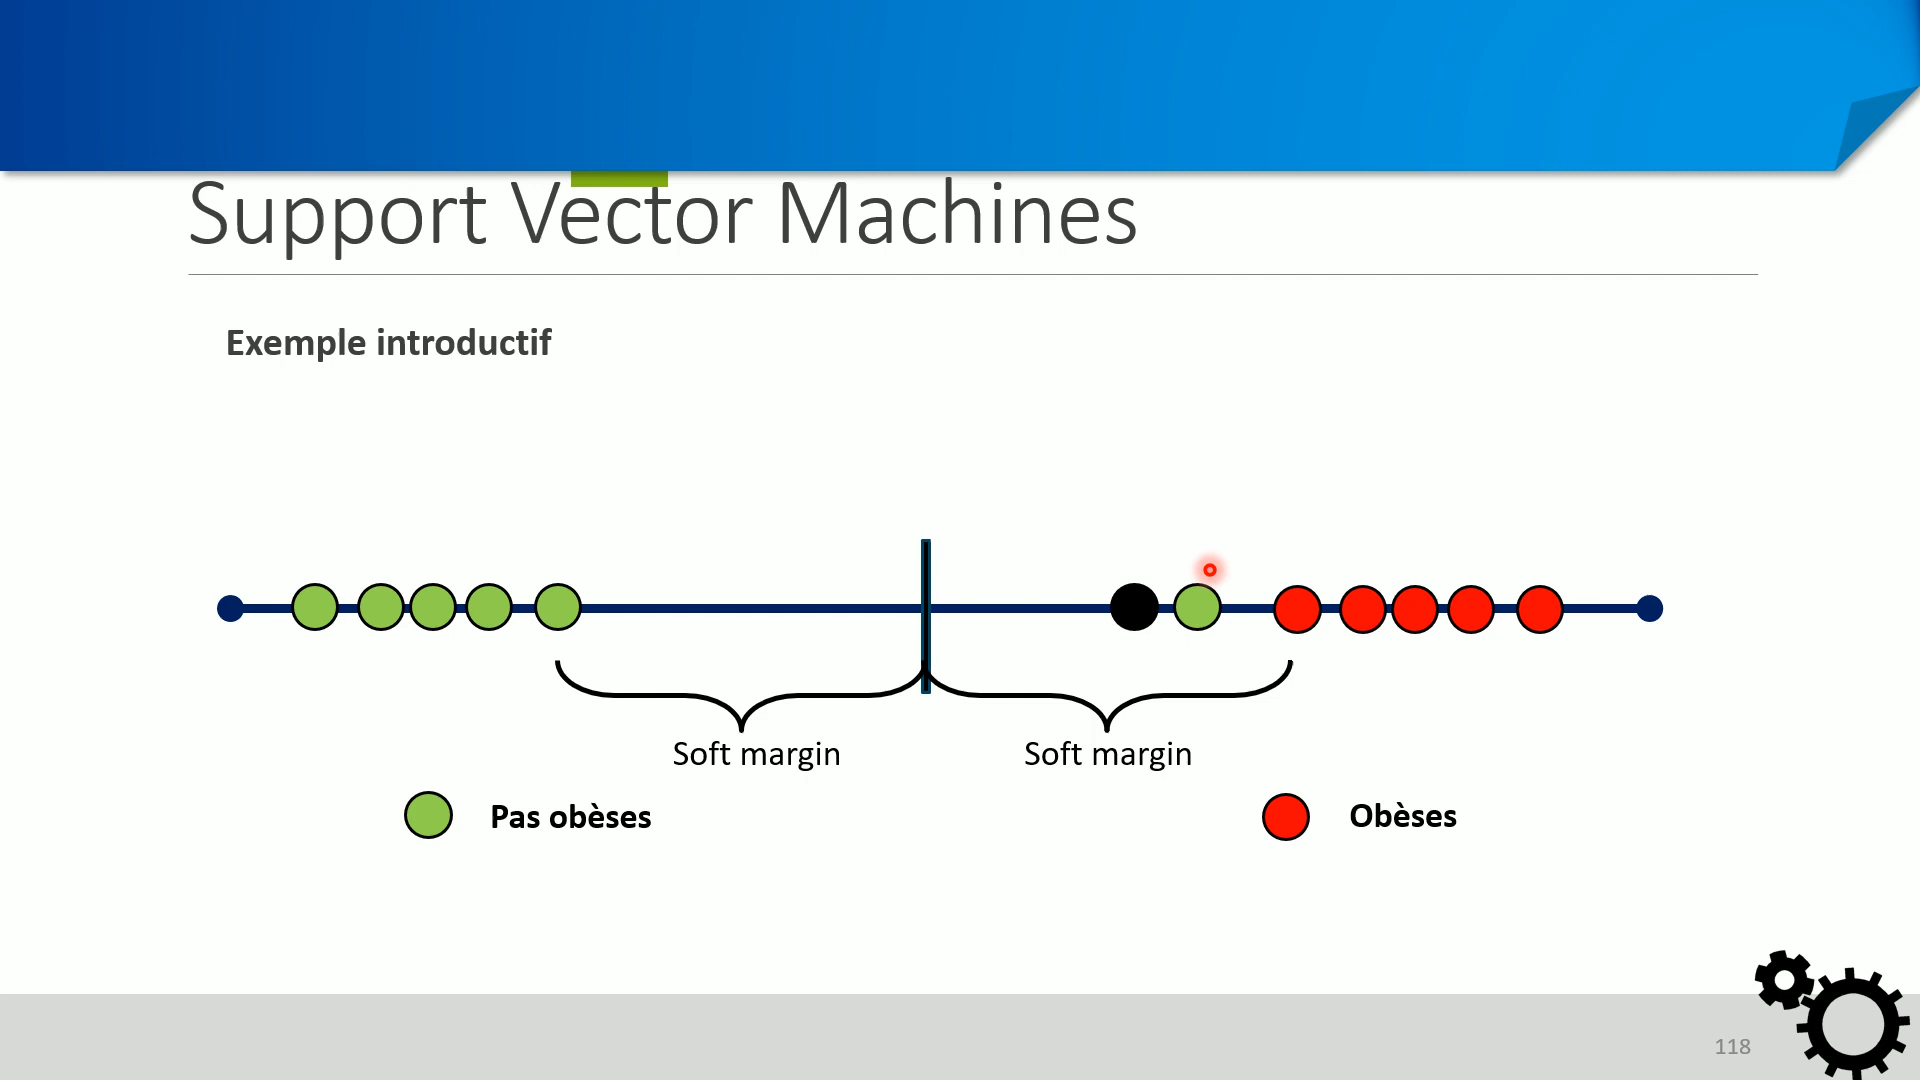 Support Vector Machines
Exemple introductif
Soft margin
Soft margin
Pas obèses
Obèses
118